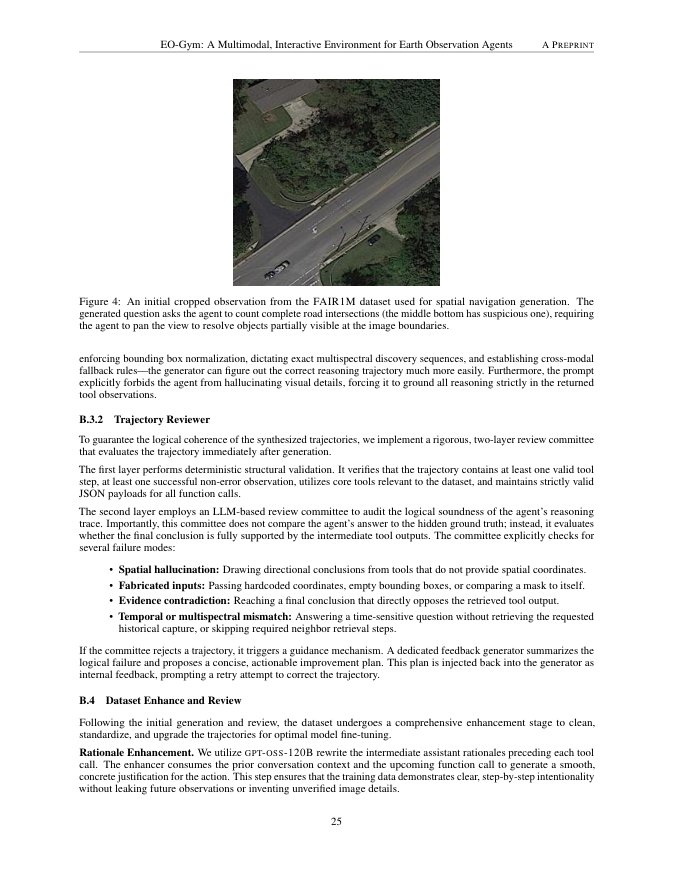 EO-Gym: A Multimodal, Interactive Environment for Earth Observation Agents A PREPRINT
Figure 4: An initial cropped observation from the FAIR1M dataset used for spatial navigation generation. The
generated question asks the agent to count complete road intersections (the middle bottom has suspicious one), requiring
the agent to pan the view to resolve objects partially visible at the image boundaries.
enforcing bounding box normalization, dictating exact multispectral discovery sequences, and establishing cross-modal
fallback rules—the generator can figure out the correct reasoning trajectory much more easily. Furthermore, the prompt
explicitly forbids the agent from hallucinating visual details, forcing it to ground all reasoning strictly in the returned
tool observations.
B.3.2 Trajectory Reviewer
To guarantee the logical coherence of the synthesized trajectories, we implement a rigorous, two-layer review committee
that evaluates the trajectory immediately after generation.
The first layer performs deterministic structural validation. It verifies that the trajectory contains at least one valid tool
step, at least one successful non-error observation, utilizes core tools relevant to the dataset, and maintains strictly valid
JSON payloads for all function calls.
The second layer employs an LLM-based review committee to audit the logical soundness of the agent's reasoning
trace. Importantly, this committee does not compare the agent's answer to the hidden ground truth; instead, it evaluates
whether the final conclusion is fully supported by the intermediate tool outputs. The committee explicitly checks for
several failure modes:
• Spatial hallucination: Drawing directional conclusions from tools that do not provide spatial coordinates.
• Fabricated inputs: Passing hardcoded coordinates, empty bounding boxes, or comparing a mask to itself.
• Evidence contradiction: Reaching a final conclusion that directly opposes the retrieved tool output.
• Temporal or multispectral mismatch: Answering a time-sensitive question without retrieving the requested
historical capture, or skipping required neighbor retrieval steps.
If the committee rejects a trajectory, it triggers a guidance mechanism. A dedicated feedback generator summarizes the
logical failure and proposes a concise, actionable improvement plan. This plan is injected back into the generator as
internal feedback, prompting a retry attempt to correct the trajectory.
B.4 Dataset Enhance and Review
Following the initial generation and review, the dataset undergoes a comprehensive enhancement stage to clean,
standardize, and upgrade the trajectories for optimal model fine-tuning.
Rationale Enhancement. We utilize GPT-OSS-120B rewrite the intermediate assistant rationales preceding each tool
call. The enhancer consumes the prior conversation context and the upcoming function call to generate a smooth,
concrete justification for the action. This step ensures that the training data demonstrates clear, step-by-step intentionality
without leaking future observations or inventing unverified image details.
25